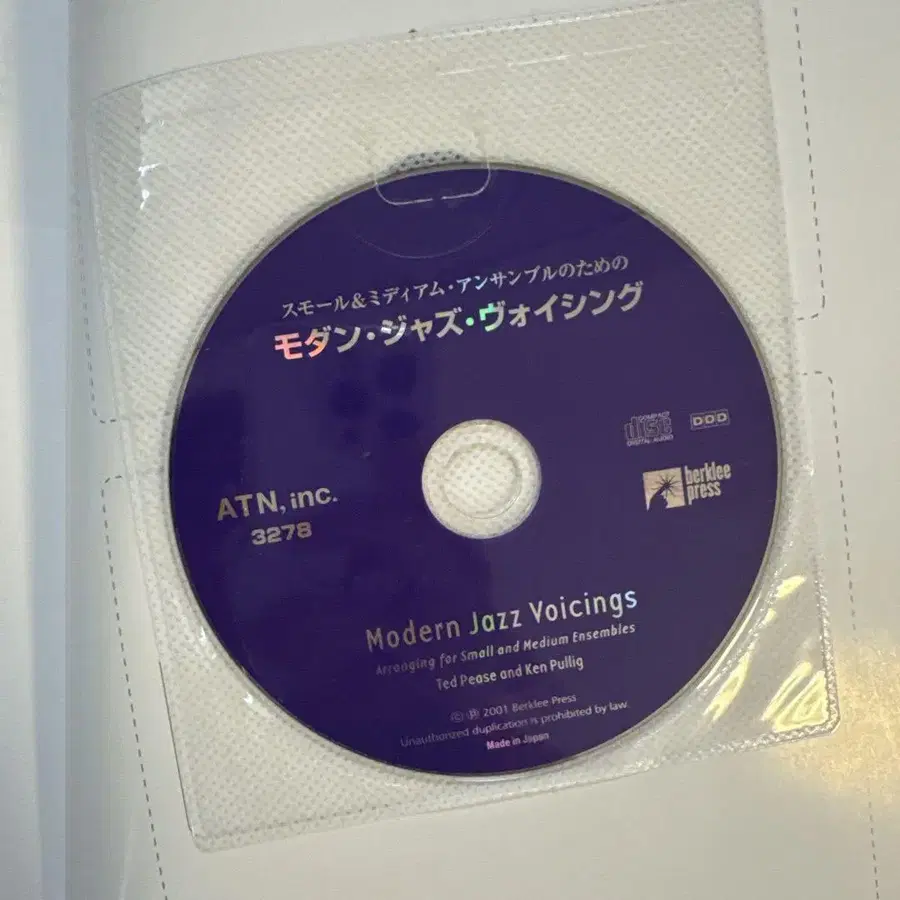 スモール&ミディアム・アンサンブルのための
モダン・ジャズ・ヴォイシング
COMPACT
disc
DIGITAL AUDIO
DDD
berklee
press
ATN, inc.
3278
Modern Jazz Voicings
Arranging for Small and Medium Ensembles
Ted Pease and Ken Pullig
© ℗ 2001 Berklee Press
Unauthorized duplication is prohibited by law.
Made in Japan